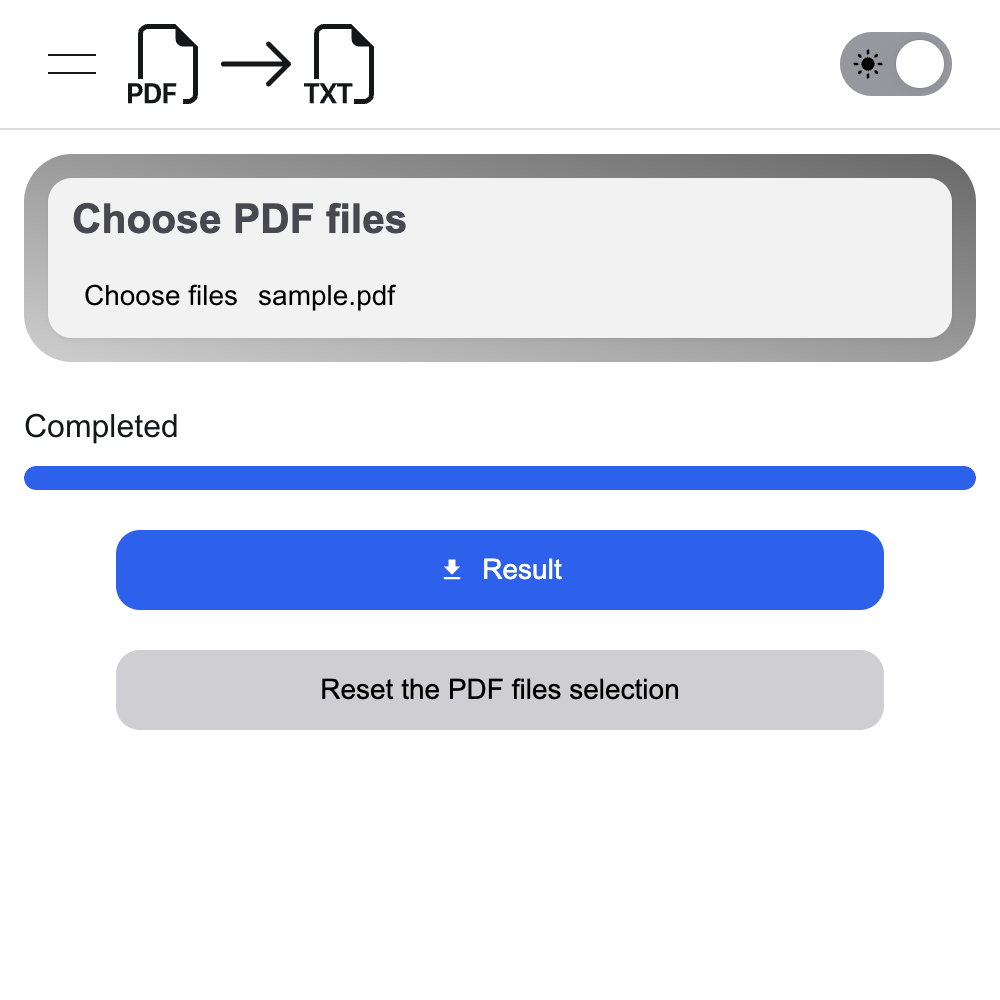 PDF TXT
Choose PDF files
Choose files sample.pdf
Completed
Result
Reset the PDF files selection